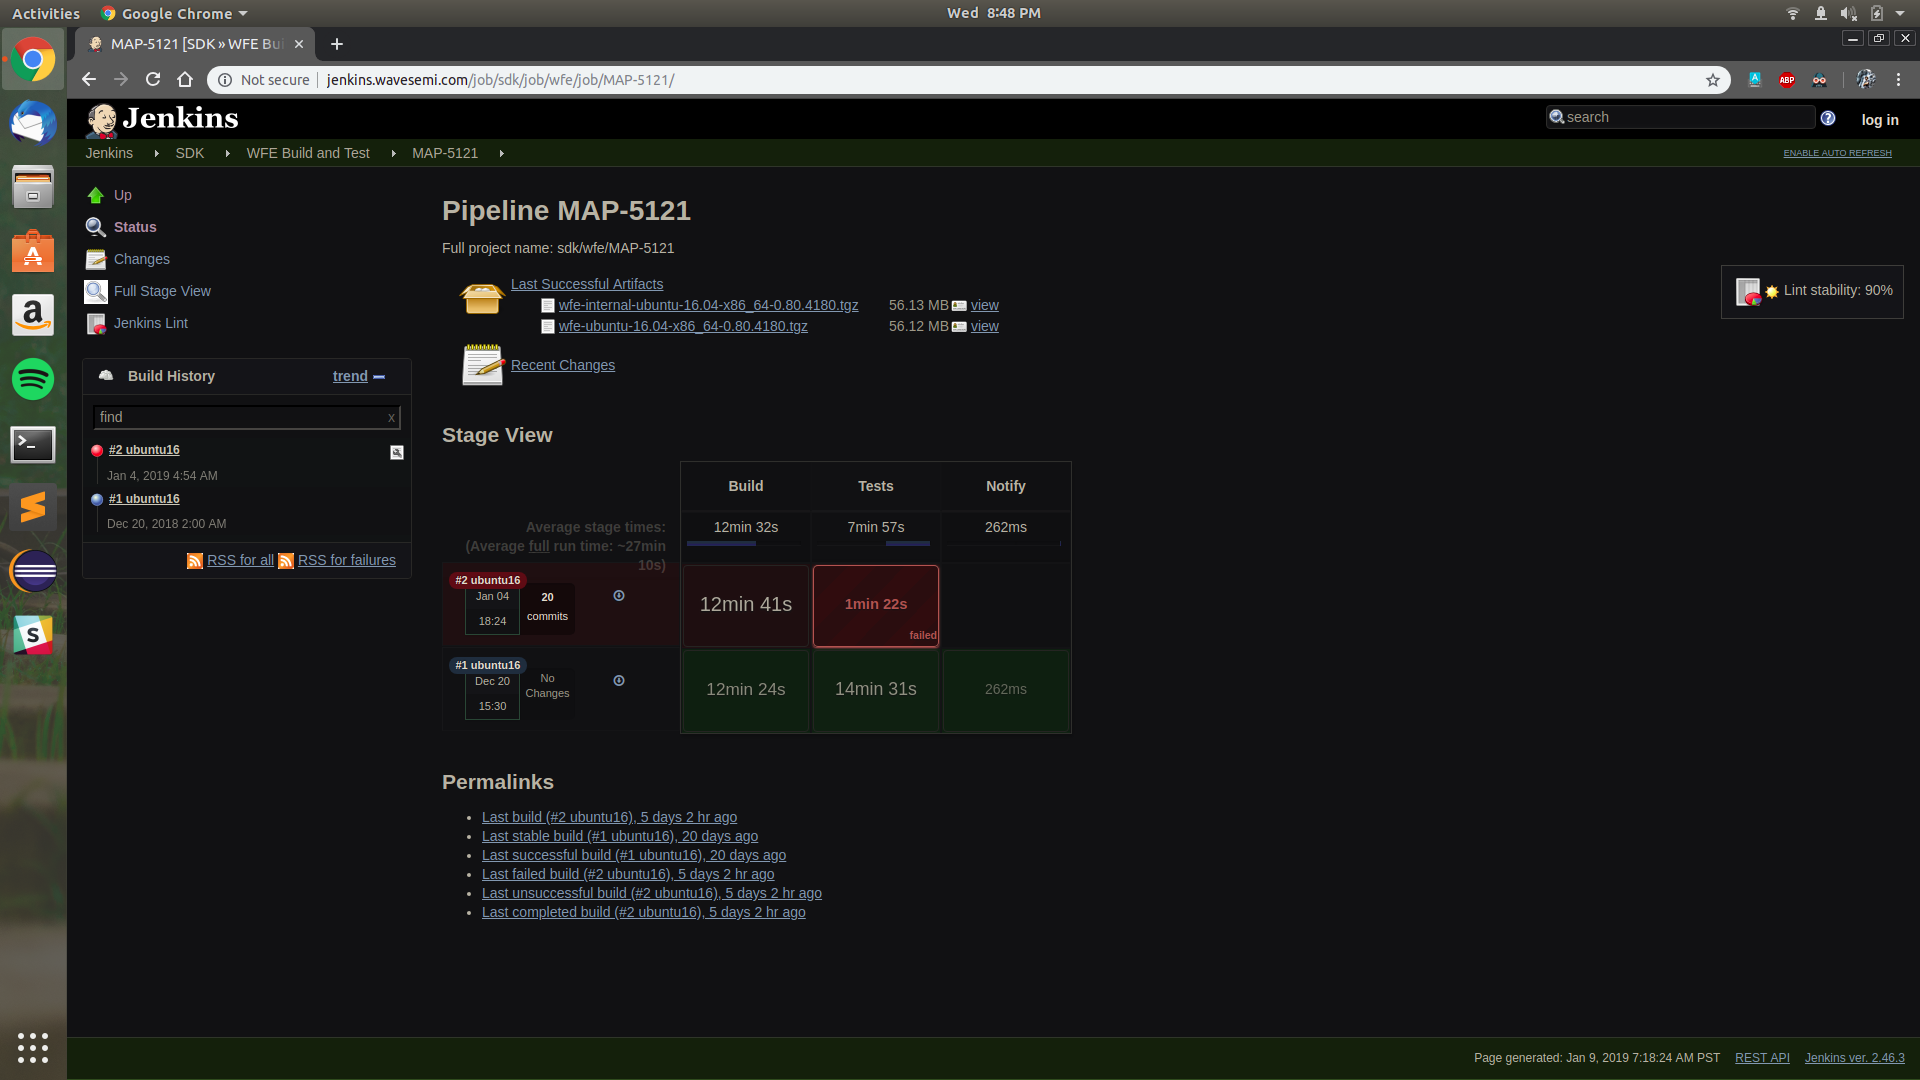 Activities
Google Chrome
Wed 8:48 PM
MAP-5121 [SDK » WFE Bui
Not secure
jenkins.wavesemi.com/job/sdk/job/wfe/job/MAP-5121/
ABP
Jenkins
search
log in
Jenkins
SDK
WFE Build and Test
MAP-5121
ENABLE AUTO REFRESH
Up
Status
Changes
Full Stage View
Jenkins Lint
Build History
trend
find
x
#2 ubuntu16
Jan 4, 2019 4:54 AM
#1 ubuntu16
Dec 20, 2018 2:00 AM
RSS for all
RSS for failures
Pipeline MAP-5121
Full project name: sdk/wfe/MAP-5121
Last Successful Artifacts
wfe-internal-ubuntu-16.04-x86_64-0.80.4180.tgz 56.13 MB view
wfe-ubuntu-16.04-x86_64-0.80.4180.tgz 56.12 MB view
Recent Changes
Lint stability: 90%
Stage View
Build Tests Notify
Average stage times:
(Average full run time: ~27min
10s)
12min 32s 7min 57s 262ms
#2 ubuntu16
Jan 04
18:24
20
commits
12min 41s
1min 22s
failed
#1 ubuntu16
Dec 20
15:30
No
Changes
12min 24s
14min 31s
262ms
Permalinks
Last build (#2 ubuntu16), 5 days 2 hr ago
Last stable build (#1 ubuntu16), 20 days ago
Last successful build (#1 ubuntu16), 20 days ago
Last failed build (#2 ubuntu16), 5 days 2 hr ago
Last unsuccessful build (#2 ubuntu16), 5 days 2 hr ago
Last completed build (#2 ubuntu16), 5 days 2 hr ago
Page generated: Jan 9, 2019 7:18:24 AM PST
REST API
Jenkins ver. 2.46.3